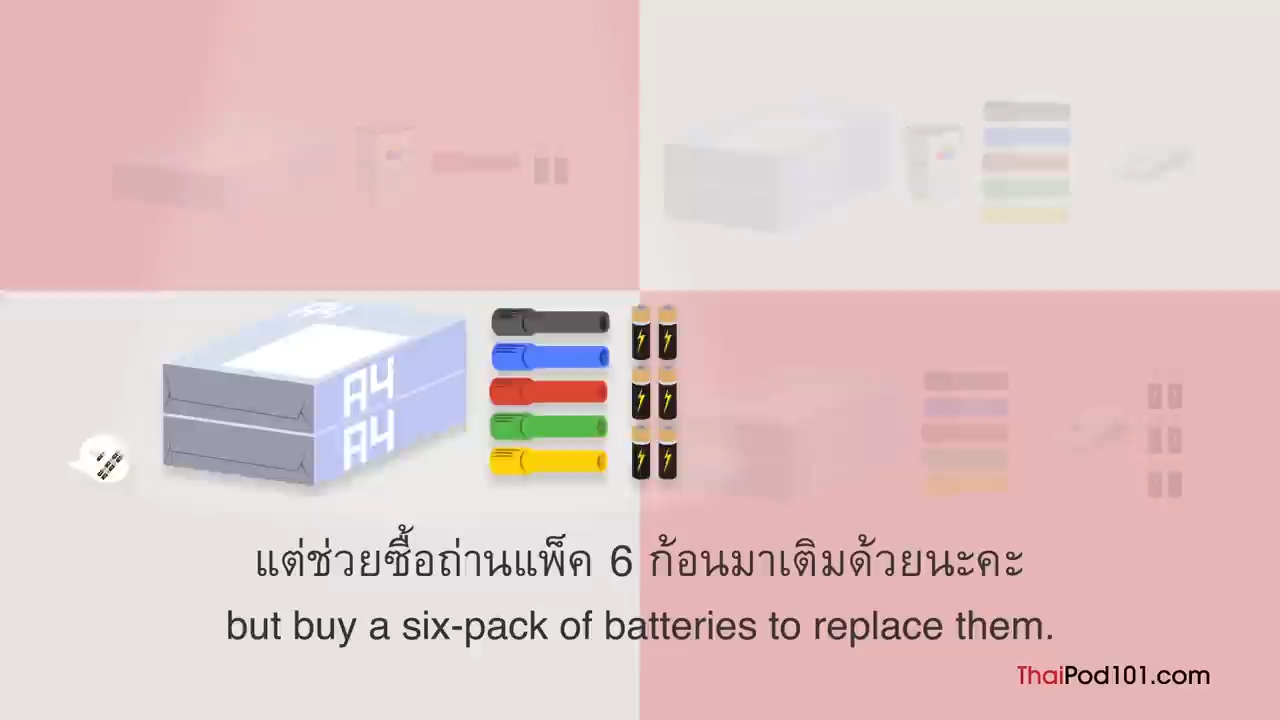 A4
A4
A4
แต่ช่วยซื้อถ่านแพ็ค 6 ก้อนมาเติมด้วยนะคะ
but buy a six-pack of batteries to replace them.
ThaiPod101.com